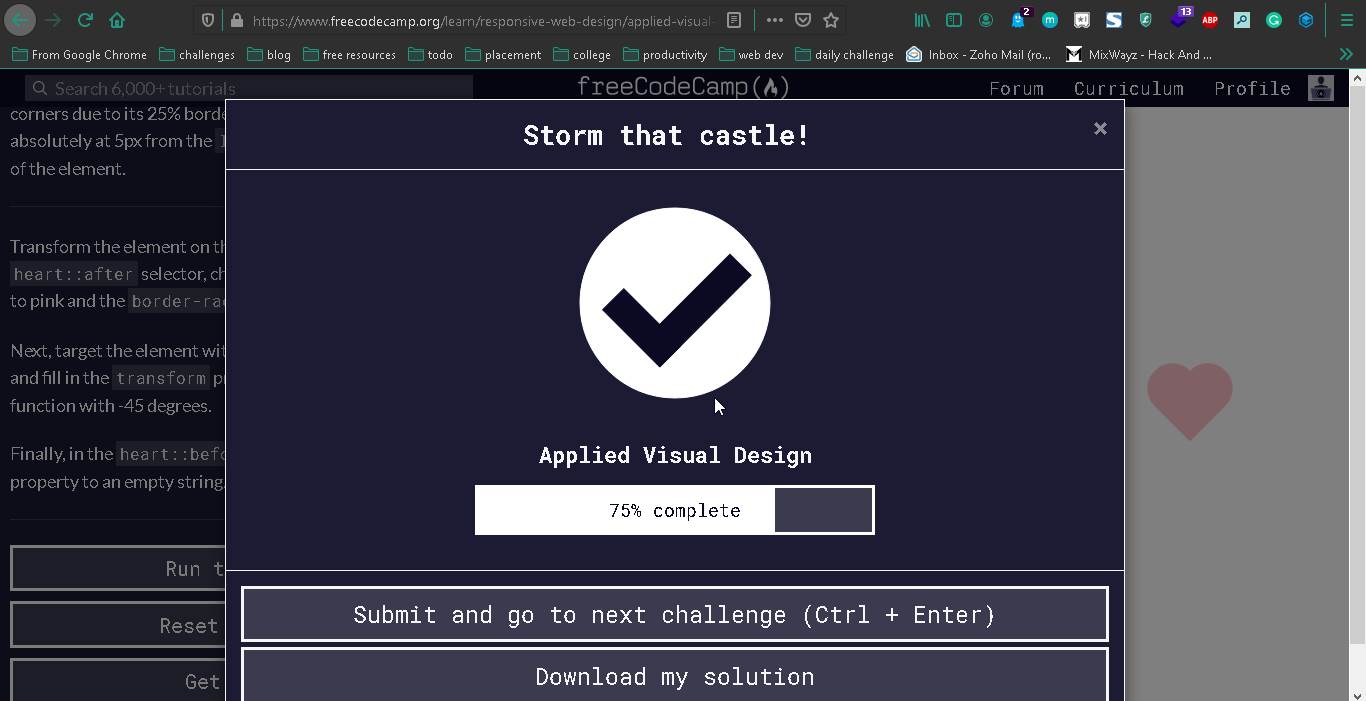 https://www.freecodecamp.org/learn/responsive-web-design/applied-visual-
2
13
ABP
From Google Chrome
challenges
blog
free resources
todo
placement
college
productivity
web dev
daily challenge
Inbox - Zoho Mail (ro...
MixWayz - Hack And ...
Search 6,000+ tutorials
freeCodeCamp
Forum
Curriculum
Profile
corners due to its 25% borde
absolutely at 5px from the
of the element.
Transform the element on th
heart::after selector, ch
to pink and the border-rad
Next, target the element wit
and fill in the transform pr
function with -45 degrees.
Finally, in the heart::befo
property to an empty string.
Run t
Reset
Get
Storm that castle!
×
Applied Visual Design
75% complete
Submit and go to next challenge (Ctrl + Enter)
Download my solution